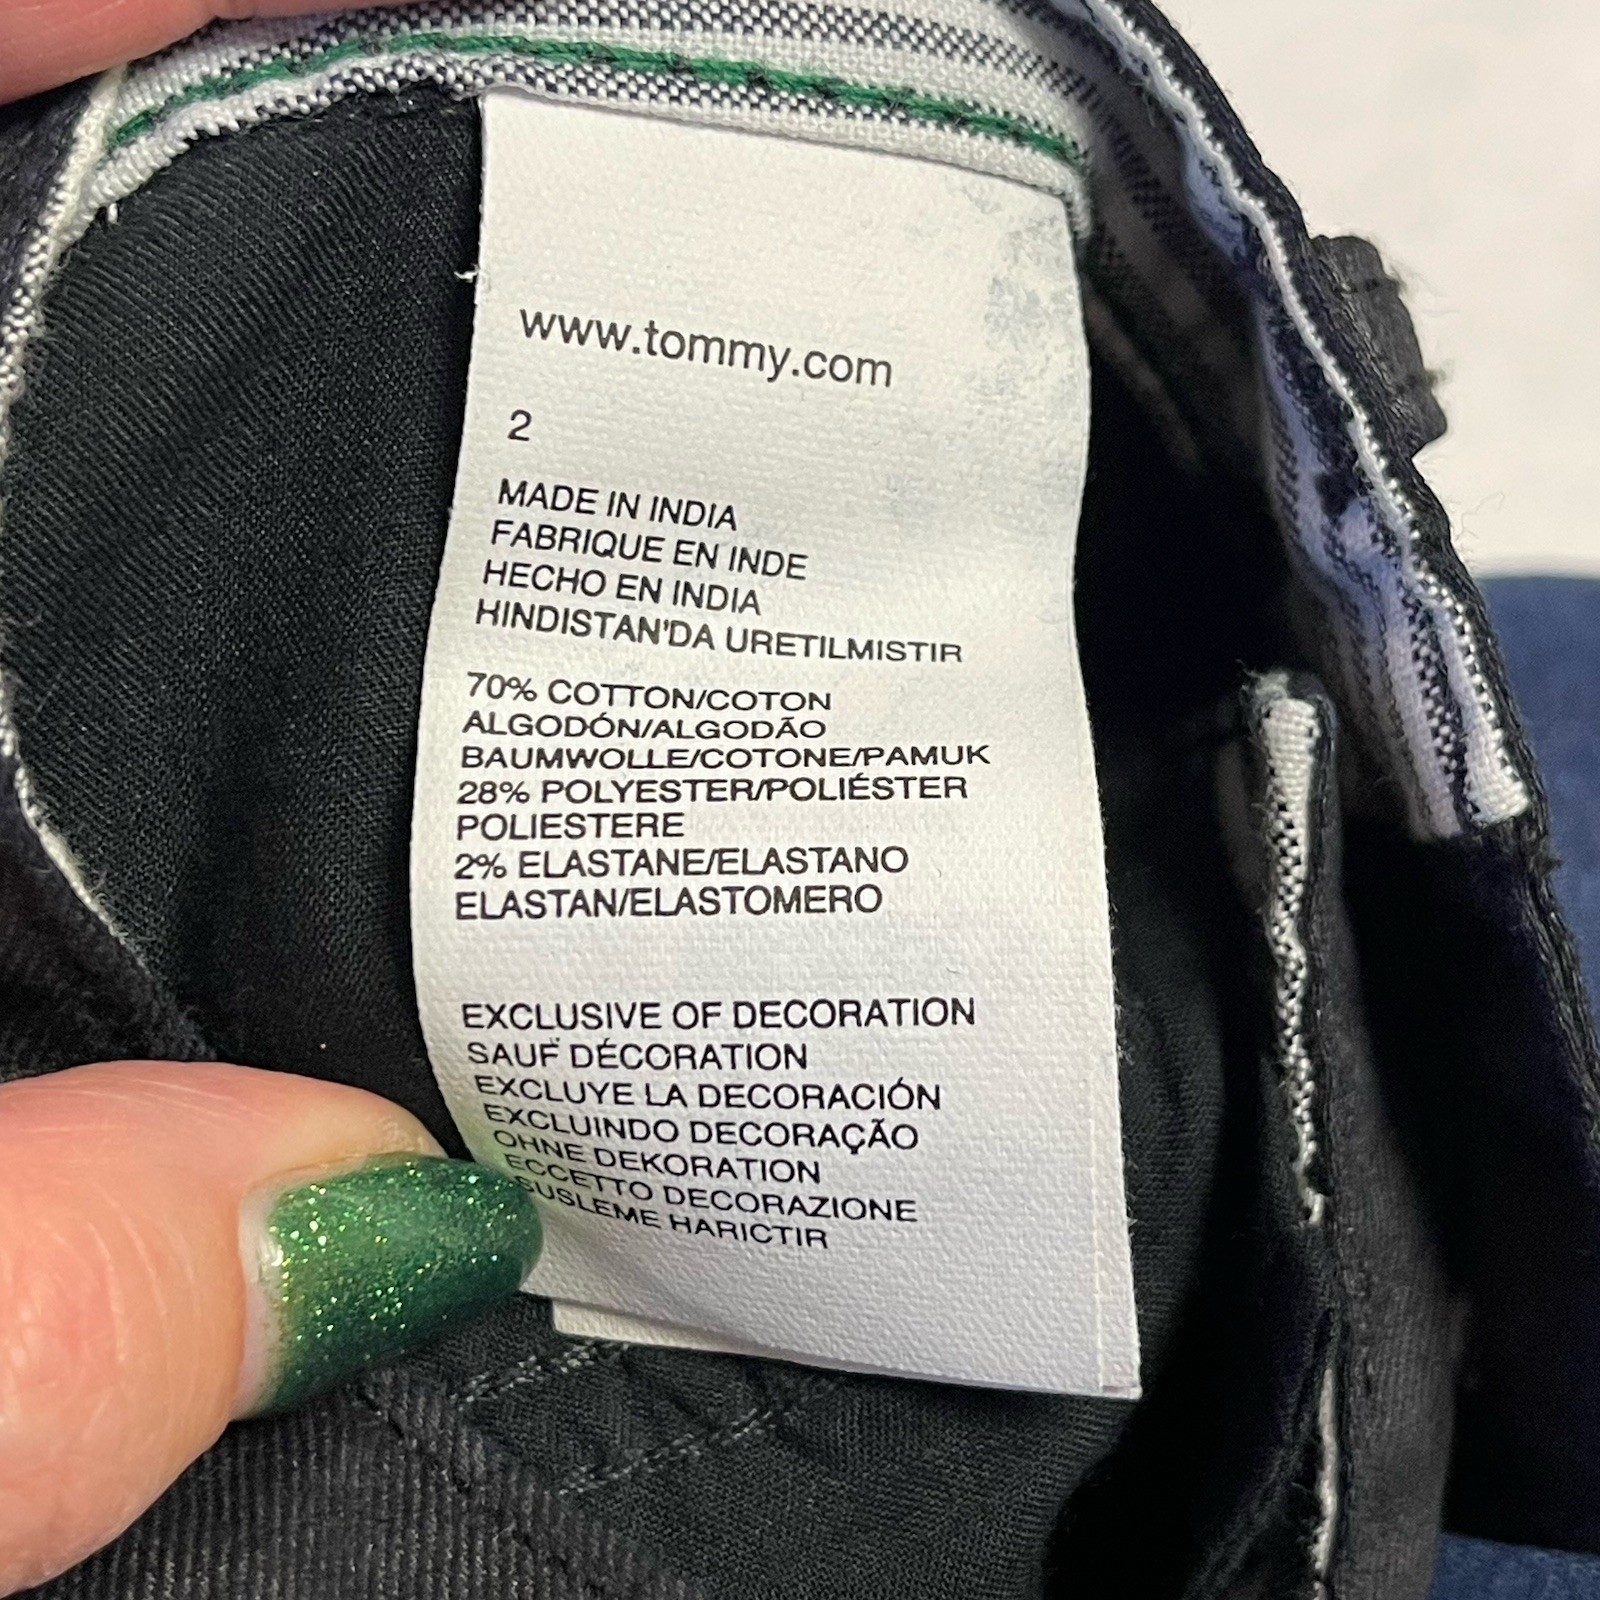 www.tommy.com
2
MADE IN INDIA
FABRIQUE EN INDE
HECHO EN INDIA
HINDISTAN'DA URETILMISTIR
70% COTTON/COTON
ALGODÓN/ALGODÃO
BAUMWOLLE/COTONE/PAMUK
28% POLYESTER/POLIÉSTER
POLIESTERE
2% ELASTANE/ELASTANO
ELASTAN/ELASTOMERO
EXCLUSIVE OF DECORATION
SAUF DÉCORATION
EXCLUYE LA DECORACIÓN
EXCLUINDO DECORAÇÃO
OHNE DEKORATION
ECCETTO DECORAZIONE
SUSLEME HARICTIR